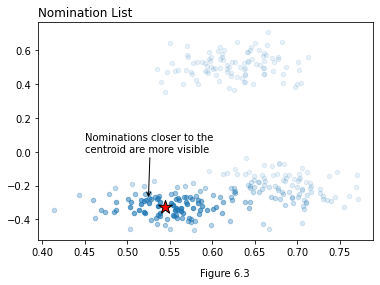 Nomination List
0.6
0.4
0.2
0.0
−0.2
−0.4
Nominations closer to the
centroid are more visible
0.40 0.45 0.50 0.55 0.60 0.65 0.70 0.75
Figure 6.3